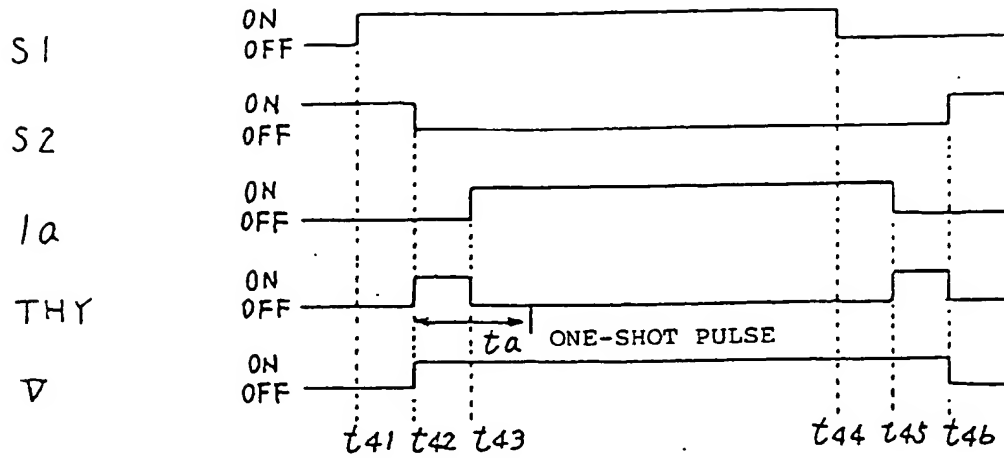 S1 ON
OFF
S2 ON
OFF
1a ON
OFF
THY ON
OFF
ta ONE-SHOT PULSE
∇ ON
OFF
t41 t42 t43 t44 t45 t46